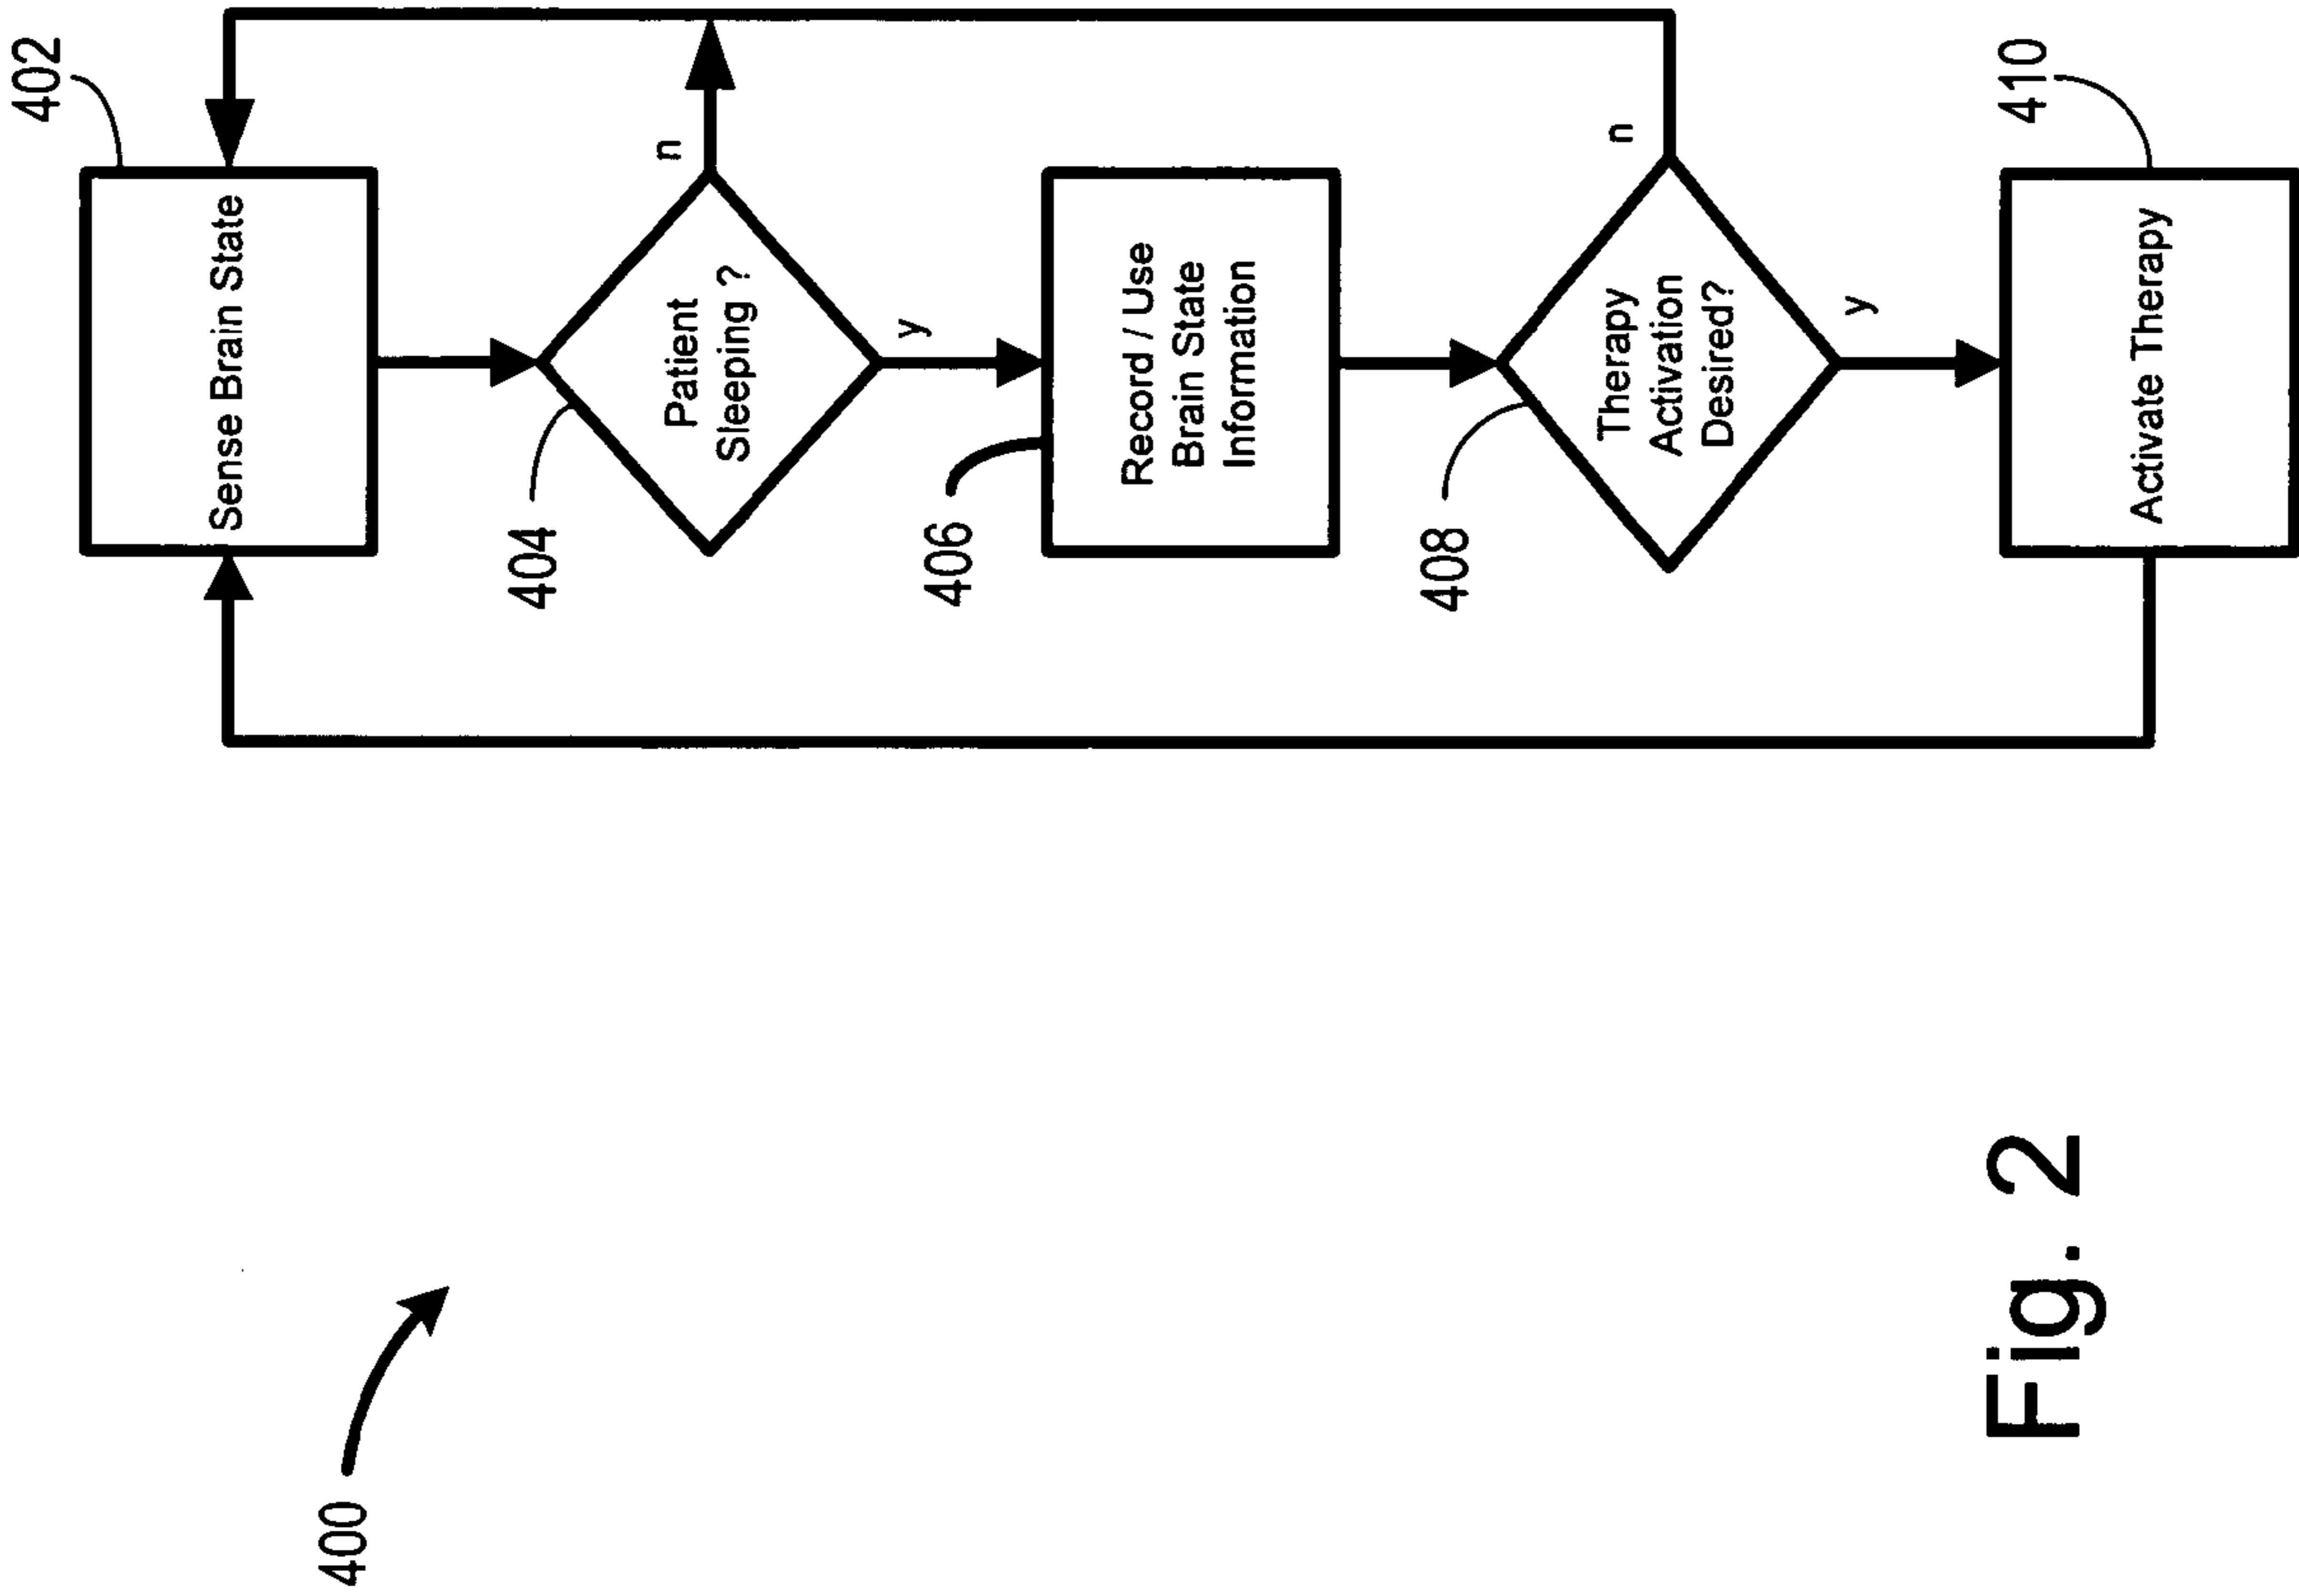 400
402
Sense Brain State
404
Patient
Sleeping ?
n
y
406
Record / Use
Brain State
Information
408
Therapy
Activation
Desired?
n
y
410
Activate Therapy
Fig. 2